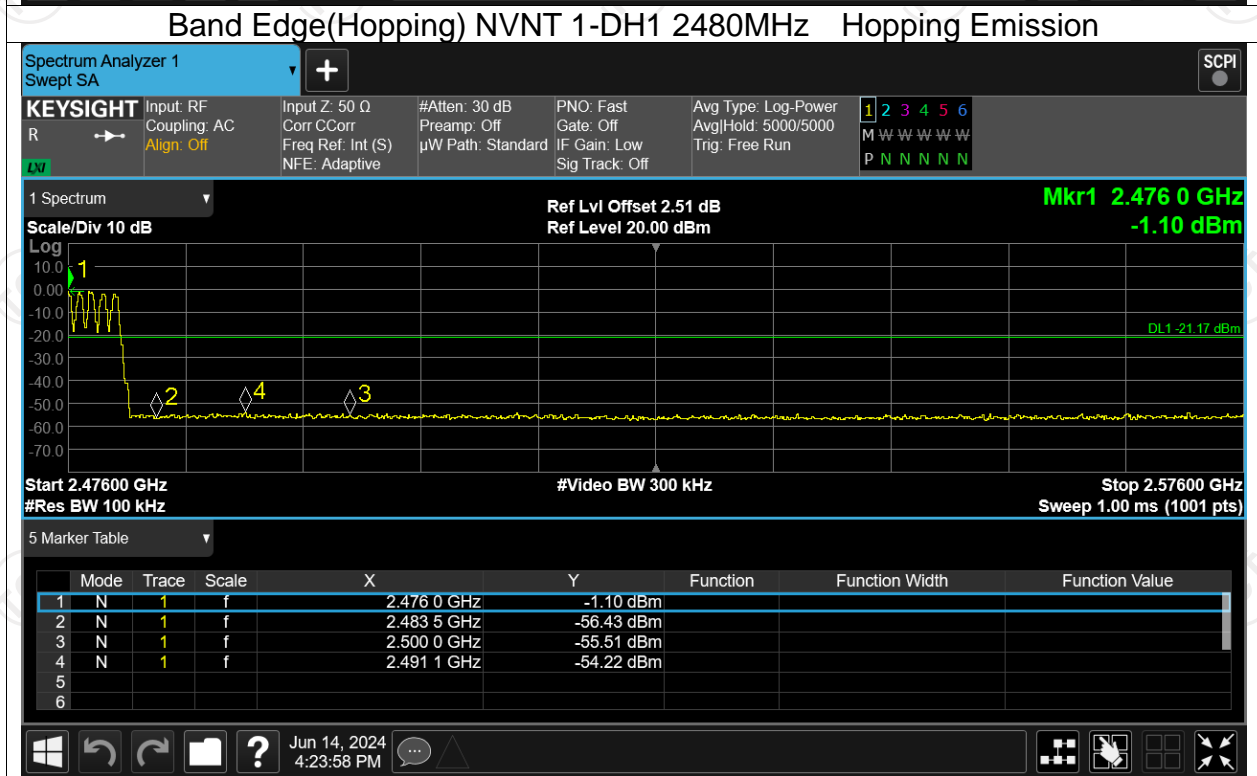 Band Edge(Hopping) NVNT 1-DH1 2480MHz Hopping Emission
Spectrum Analyzer 1
Swept SA
SCPI
KEYSIGHT
R
LXI
Input: RF
Coupling: AC
Align: Off
Input Z: 50 Ω
Corr CCorr
Freq Ref: Int (S)
NFE: Adaptive
#Atten: 30 dB
Preamp: Off
µW Path: Standard
PNO: Fast
Gate: Off
IF Gain: Low
Sig Track: Off
Avg Type: Log-Power
Avg|Hold: 5000/5000
Trig: Free Run
1 2 3 4 5 6
M W W W W W
P N N N N N
1 Spectrum
Scale/Div 10 dB
Ref Lvl Offset 2.51 dB
Ref Level 20.00 dBm
Mkr1 2.476 0 GHz
-1.10 dBm
Log
10.0
0.00
-10.0
-20.0
-30.0
-40.0
-50.0
-60.0
-70.0
1
2
4
3
DL1 -21.17 dBm
Start 2.47600 GHz
#Res BW 100 kHz
#Video BW 300 kHz
Stop 2.57600 GHz
Sweep 1.00 ms (1001 pts)
5 Marker Table
Mode Trace Scale X Y Function Function Width Function Value
1 N 1 f 2.476 0 GHz -1.10 dBm
2 N 1 f 2.483 5 GHz -56.43 dBm
3 N 1 f 2.500 0 GHz -55.51 dBm
4 N 1 f 2.491 1 GHz -54.22 dBm
5
6
?
Jun 14, 2024
4:23:58 PM